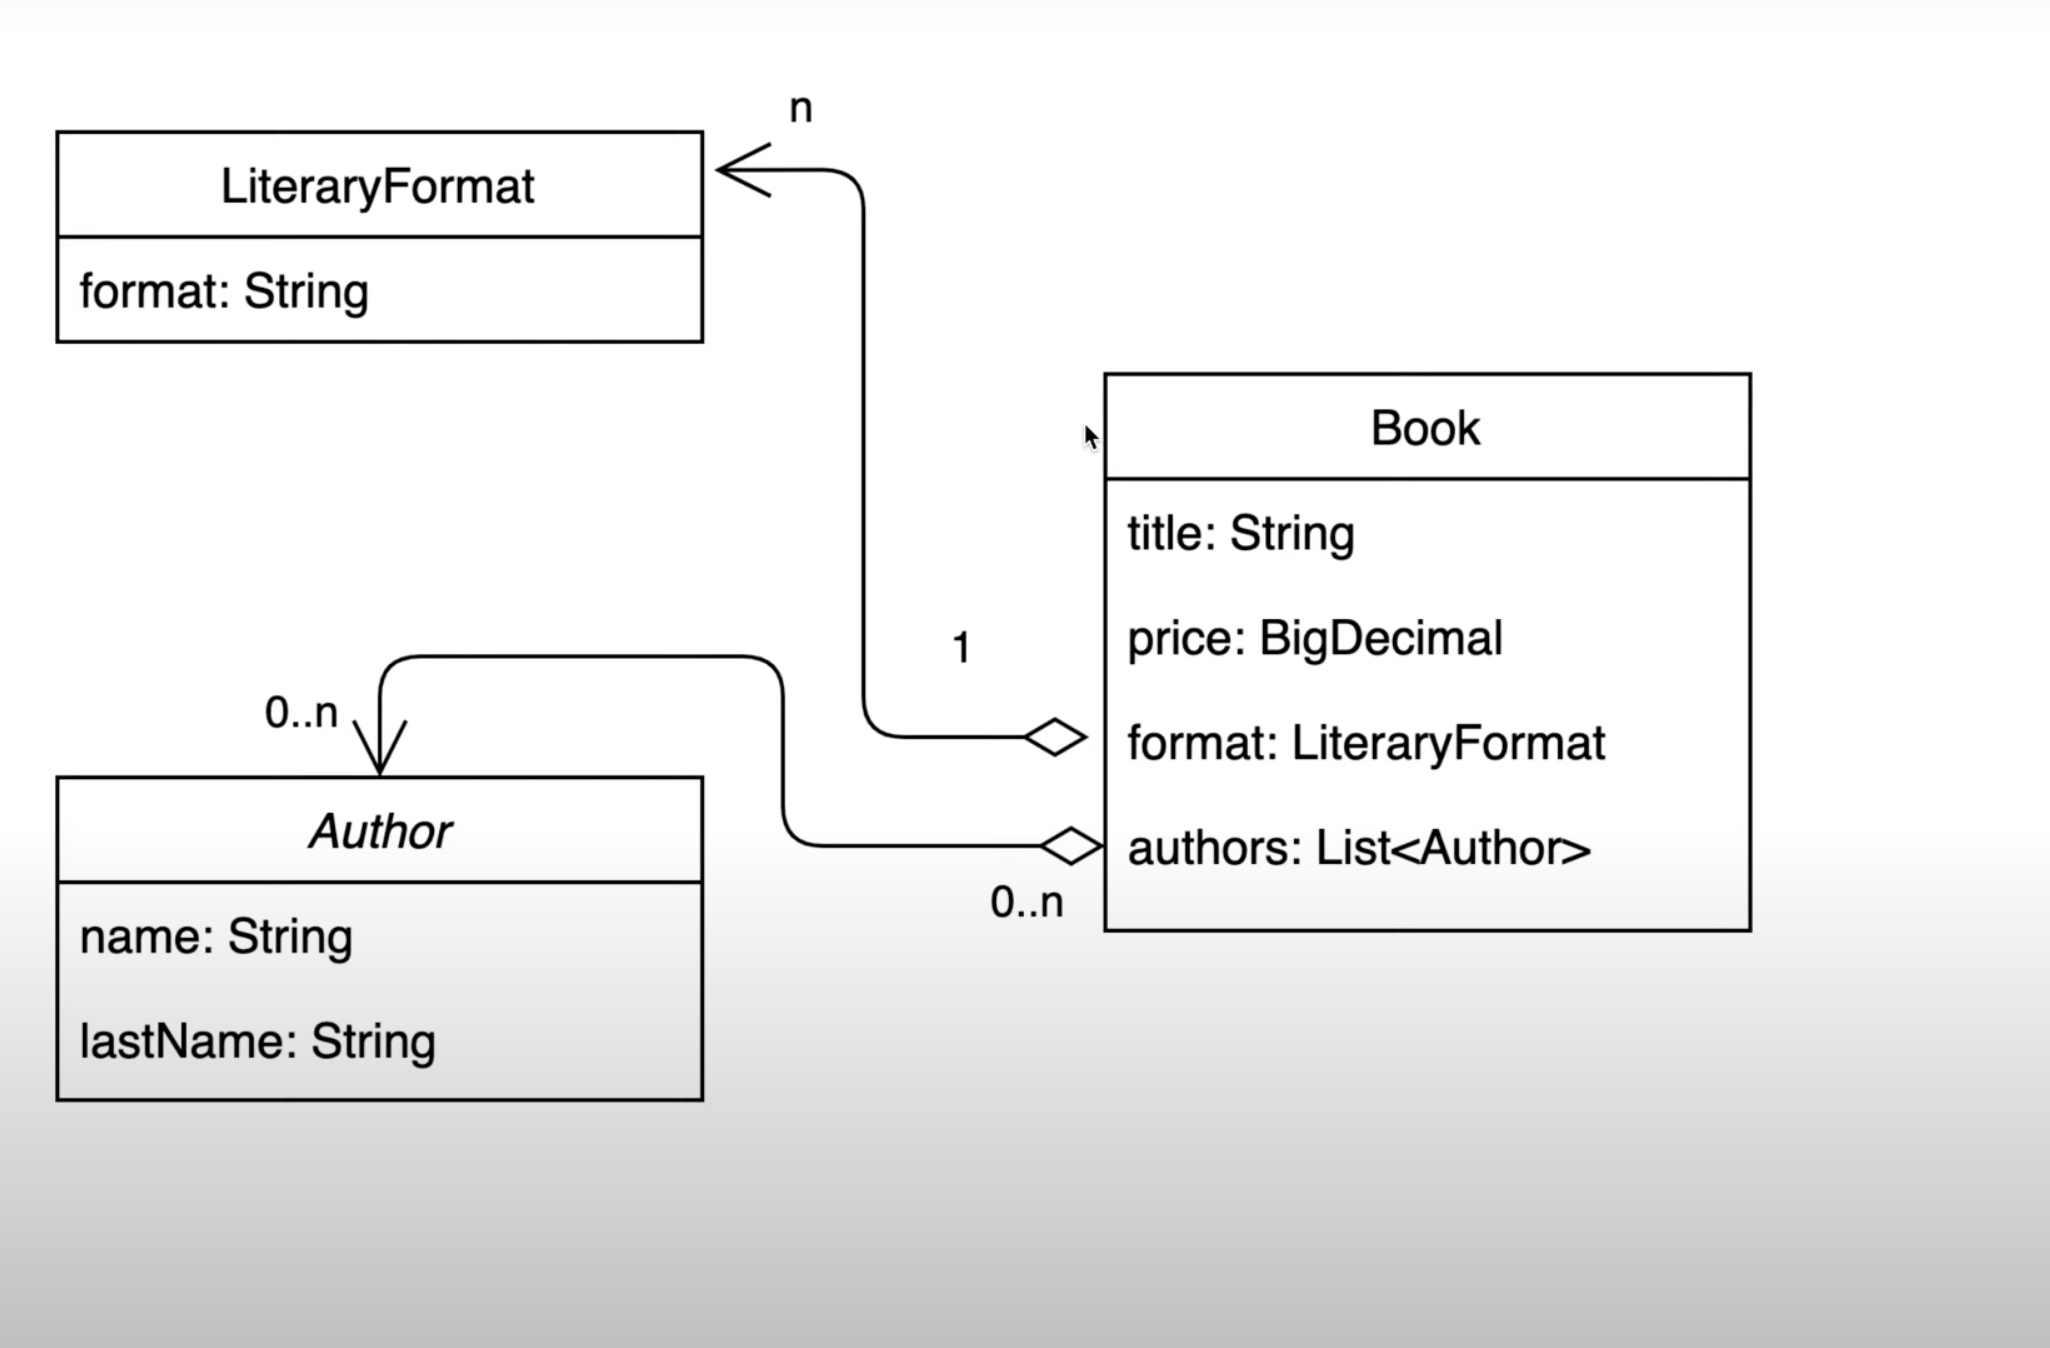 n
LiteraryFormat
format: String
Book
title: String
price: BigDecimal
1
format: LiteraryFormat
authors: List<Author>
0..n
0..n
Author
name: String
lastName: String